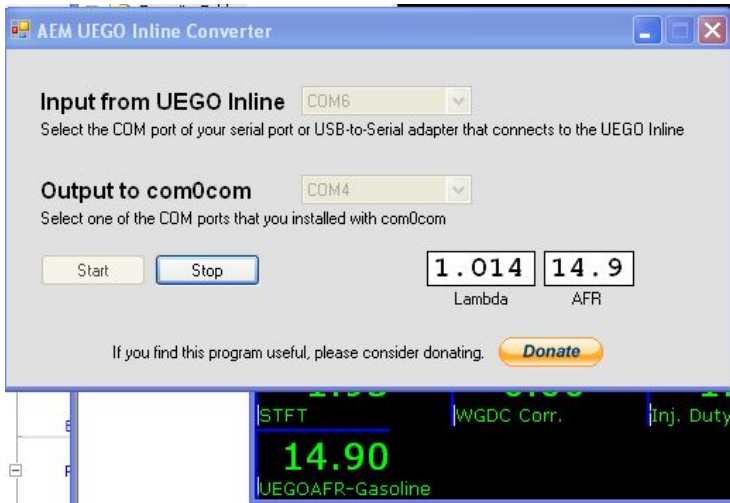 AEM UEGO Inline Converter
Input from UEGO Inline COM6
Select the COM port of your serial port or USB-to-Serial adapter that connects to the UEGO Inline
Output to com0com COM4
Select one of the COM ports that you installed with com0com
Start Stop 1.014 14.9
Lambda AFR
If you find this program useful, please consider donating. Donate
STFT WGDC Corr. Inj. Duty
14.90
UEGOAFR-Gasoline